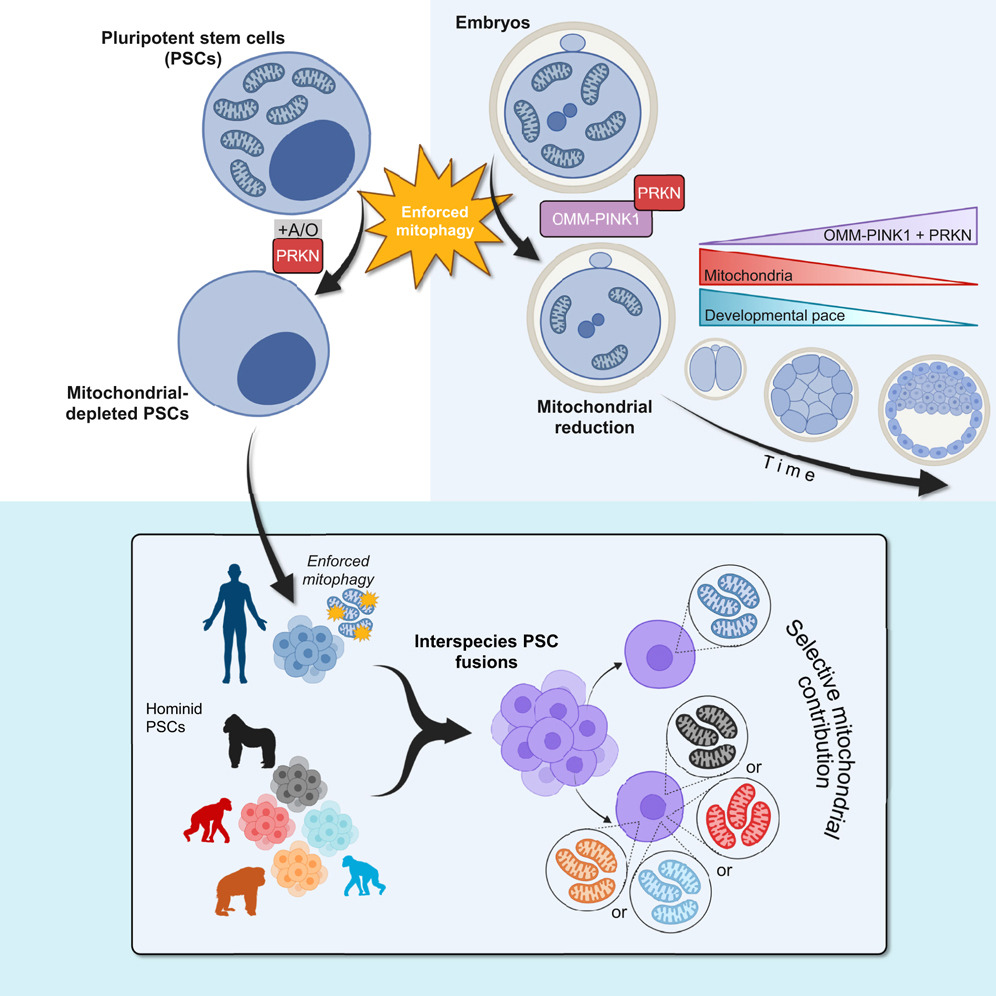 Pluripotent stem cells
(PSCs)
+A/O
PRKN
Mitochondrial-
depleted PSCs
Enforced
mitophagy
Embryos
PRKN
OMM-PINK1
Mitochondrial
reduction
OMM-PINK1 + PRKN
Mitochondria
Developmental pace
Time
Enforced
mitophagy
Hominid
PSCs
Interspecies PSC
fusions
or
or
or
Selective mitochondrial
contribution